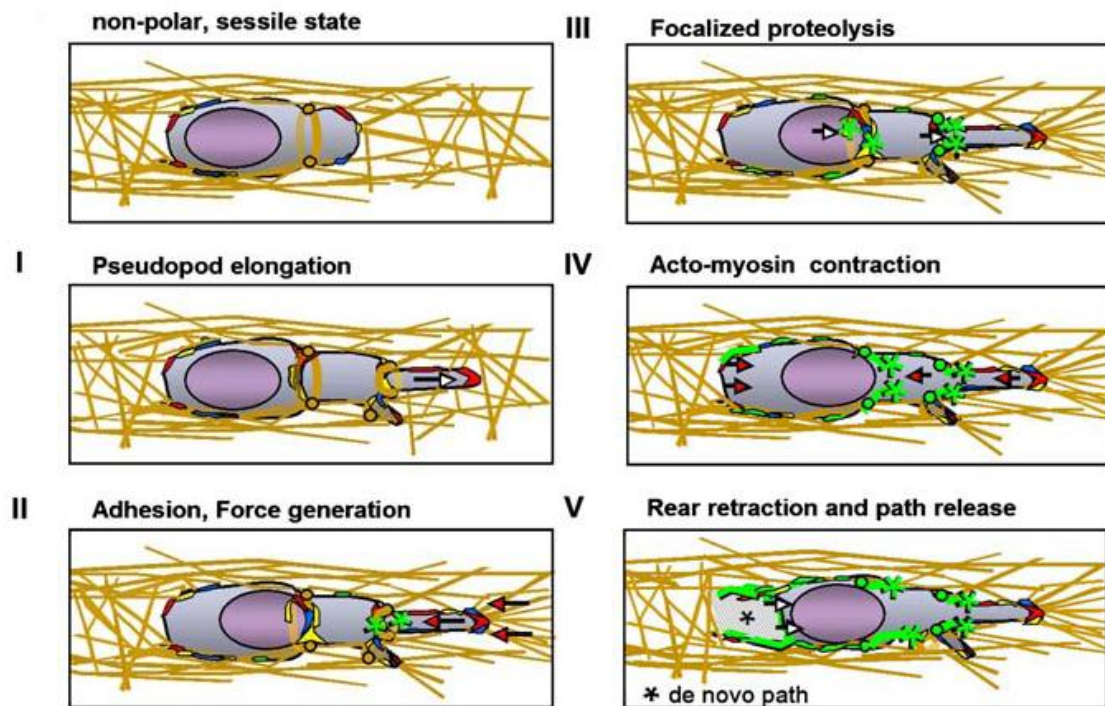 non-polar, sessile state
I
Pseudopod elongation
II
Adhesion, Force generation
III
Focalized proteolysis
IV
Acto-myosin contraction
V
Rear retraction and path release
*
* de novo path